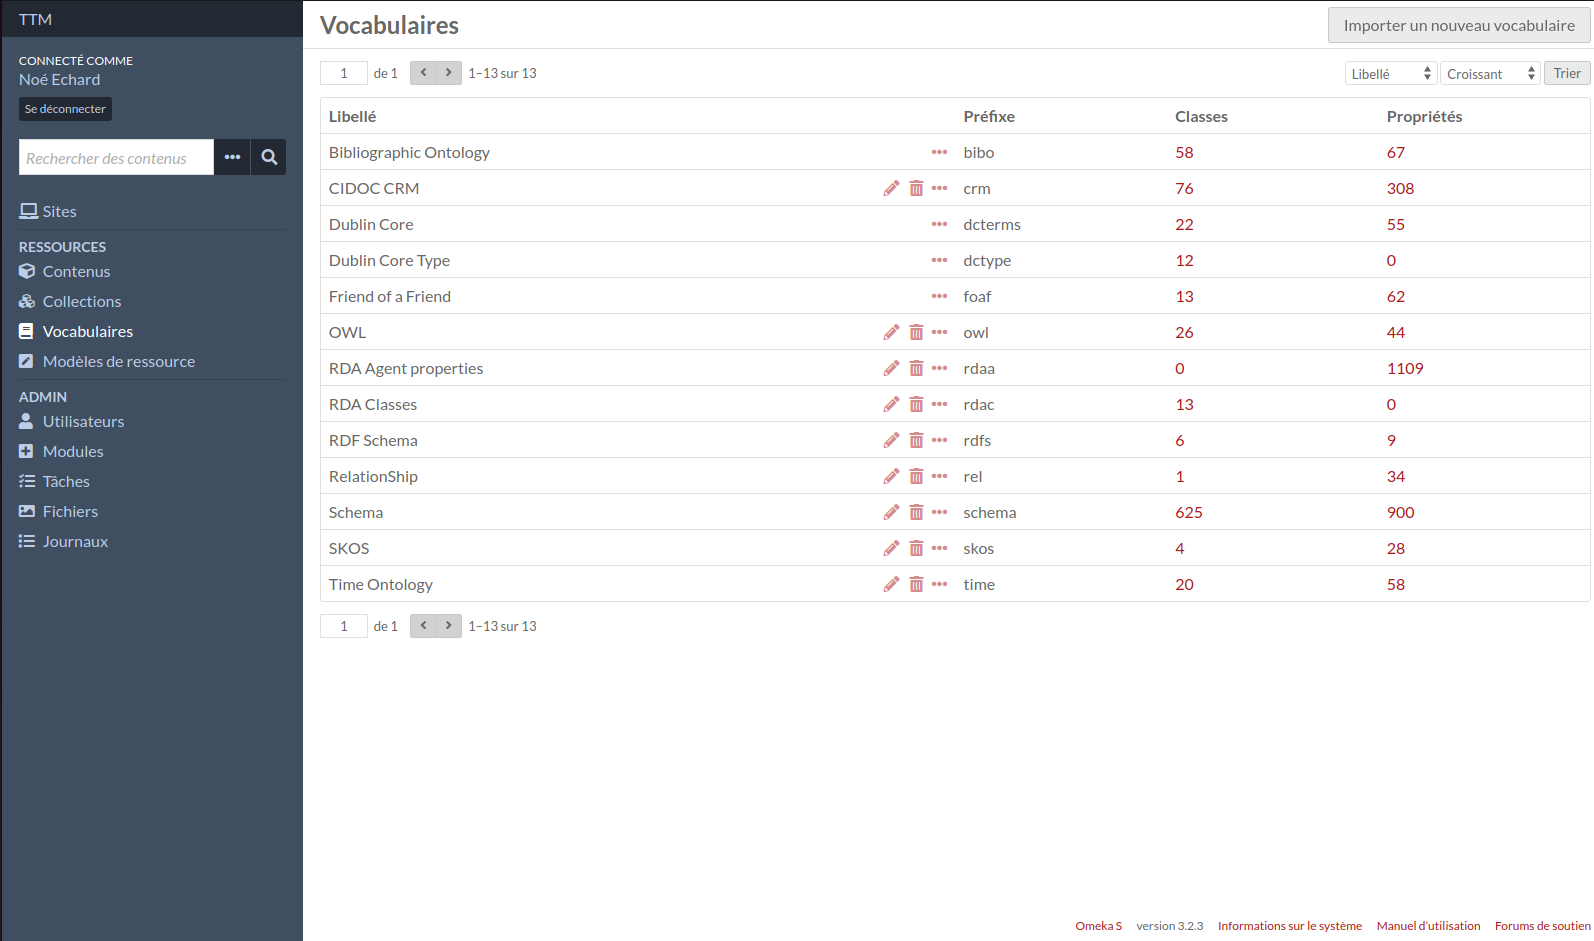 TTM
CONNECTÉ COMME
Noé Echard
Se déconnecter
Rechercher des contenus
Sites
RESSOURCES
Contenus
Collections
Vocabulaires
Modèles de ressource
ADMIN
Utilisateurs
Modules
Tâches
Fichiers
Journaux
Vocabulaires
Importer un nouveau vocabulaire
1 de 1 1–13 sur 13
Libellé Croissant Trier
Libellé Préfixe Classes Propriétés
Bibliographic Ontology bibo 58 67
CIDOC CRM crm 76 308
Dublin Core dcterms 22 55
Dublin Core Type dctype 12 0
Friend of a Friend foaf 13 62
OWL owl 26 44
RDA Agent properties rdaa 0 1109
RDA Classes rdac 13 0
RDF Schema rdfs 6 9
RelationShip rel 1 34
Schema schema 625 900
SKOS skos 4 28
Time Ontology time 20 58
1 de 1 1–13 sur 13
Omeka S version 3.2.3 Informations sur le système Manuel d'utilisation Forums de soutien